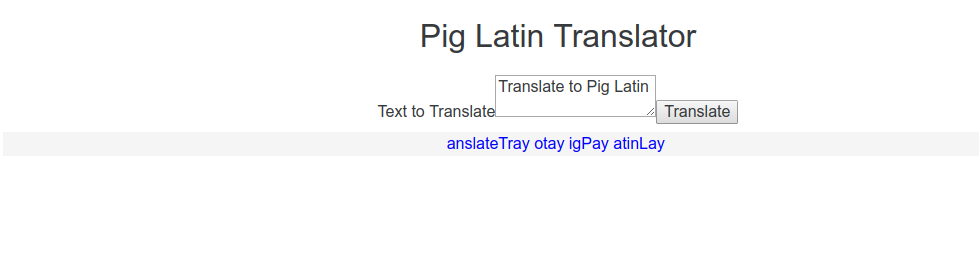 Pig Latin Translator
Translate to Pig Latin
Text to Translate Translate
anslateTray otay igPay atinLay